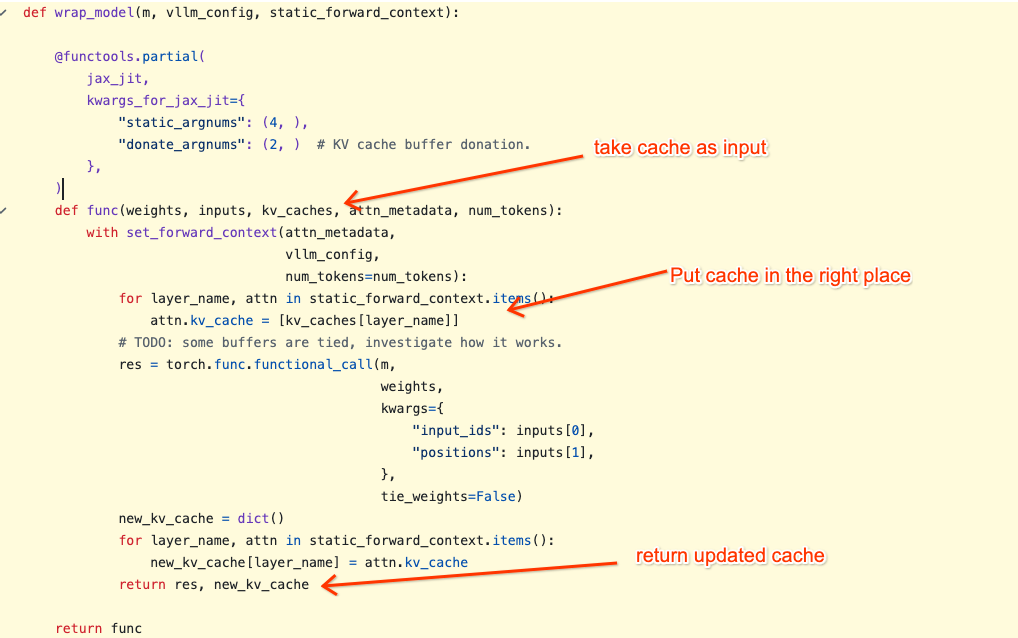 def wrap_model(m, vllm_config, static_forward_context):
@functools.partial(
jax_jit,
kwargs_for_jax_jit={
"static_argnums": (4, ),
"donate_argnums": (2, )  # KV cache buffer donation.
take cache as input
},
)
def func(weights, inputs, kv_caches, attn_metadata, num_tokens):
with set_forward_context(attn_metadata,
vllm_config,
num_tokens=num_tokens):
Put cache in the right place
for layer_name, attn in static_forward_context.items():
attn.kv_cache = [kv_caches[layer_name]]
# TODO: some buffers are tied, investigate how it works.
res = torch.func.functional_call(m,
weights,
kwargs={
"input_ids": inputs[0],
"positions": inputs[1],
},
tie_weights=False)
new_kv_cache = dict()
for layer_name, attn in static_forward_context.items():
new_kv_cache[layer_name] = attn.kv_cache
return updated cache
return res, new_kv_cache
return func